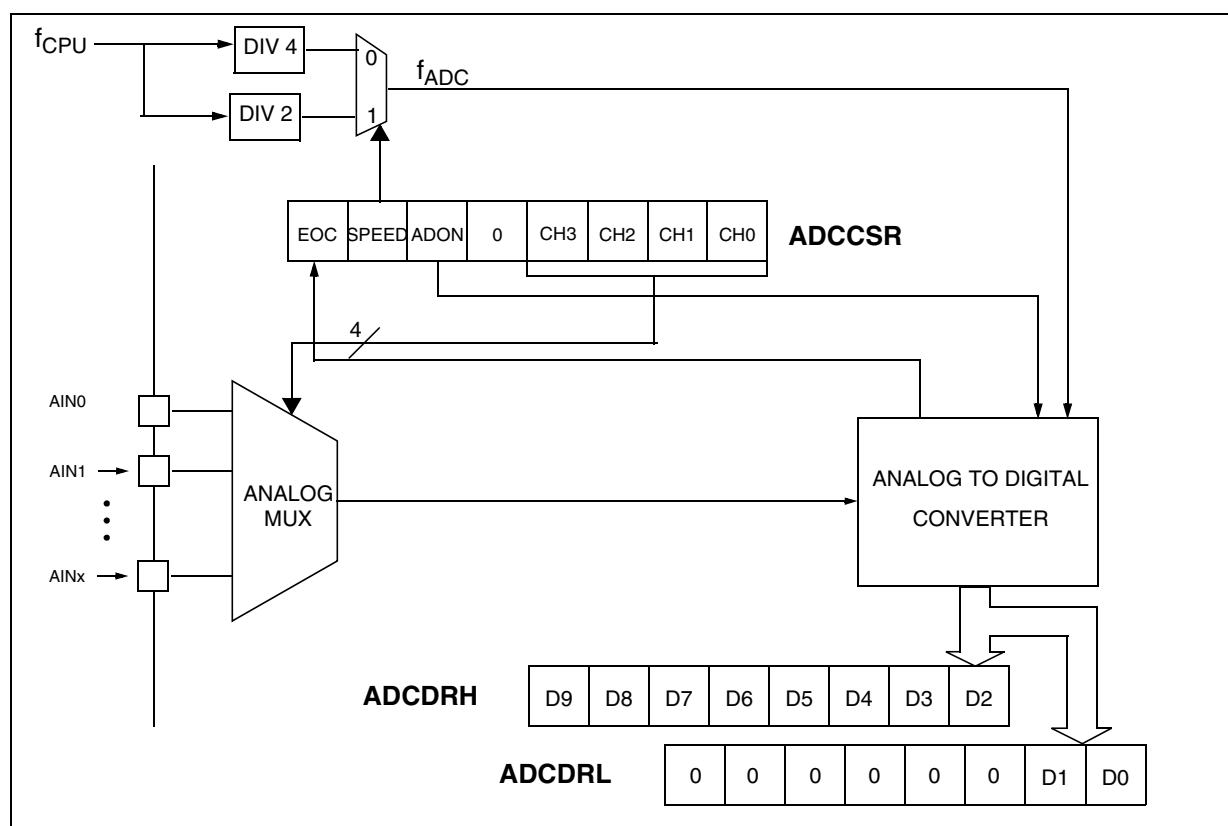 fCPU
DIV 4
0
fADC
DIV 2
1
EOC SPEED ADON 0 CH3 CH2 CH1 CH0 ADCCSR
4
AIN0
AIN1
ANALOG
MUX
ANALOG TO DIGITAL
CONVERTER
AINx
ADCDRH D9 D8 D7 D6 D5 D4 D3 D2
ADCDRL 0 0 0 0 0 0 D1 D0